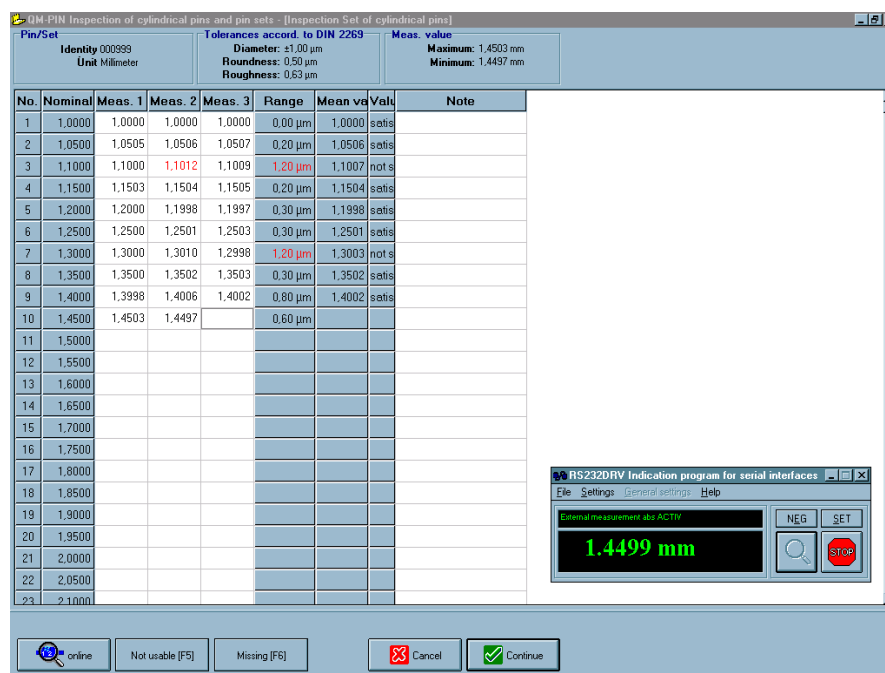 QM-PIN Inspection of cylindrical pins and pin sets - [Inspection Set of cylindrical pins]
Pin/Set Tolerances accord. to DIN 2269 Meas. value
Identity 000999 Diameter: ±1,00 µm Maximum: 1,4503 mm
Unit Milimeter Roundness: 0,50 µm Minimum: 1,4497 mm
Roughness: 0,63 µm
No. Nominal Meas. 1 Meas. 2 Meas. 3 Range Mean va Valu Note
1 1,0000 1,0000 1,0000 1,0000 0,00 µm 1,0000 satis
2 1,0500 1,0505 1,0506 1,0507 0,20 µm 1,0506 satis
3 1,1000 1,1000 1,1012 1,1009 1,20 µm 1,1007 not s
4 1,1500 1,1503 1,1504 1,1505 0,20 µm 1,1504 satis
5 1,2000 1,2000 1,1998 1,1997 0,30 µm 1,1998 satis
6 1,2500 1,2500 1,2501 1,2503 0,30 µm 1,2501 satis
7 1,3000 1,3000 1,3010 1,2998 1,20 µm 1,3003 not s
8 1,3500 1,3500 1,3502 1,3503 0,30 µm 1,3502 satis
9 1,4000 1,3998 1,4006 1,4002 0,80 µm 1,4002 satis
10 1,4500 1,4503 1,4497 0,60 µm
11 1,5000
12 1,5500
13 1,6000
14 1,6500
15 1,7000
16 1,7500
17 1,8000
18 1,8500
19 1,9000
20 1,9500
21 2,0000
22 2,0500
23 2,1000
RS232DRV Indication program for serial interfaces
File Settings General settings Help
External measurement abs ACTIV
NEG SET
1.4499 mm
STOP
online Not usable [F5] Missing [F6] Cancel Continue